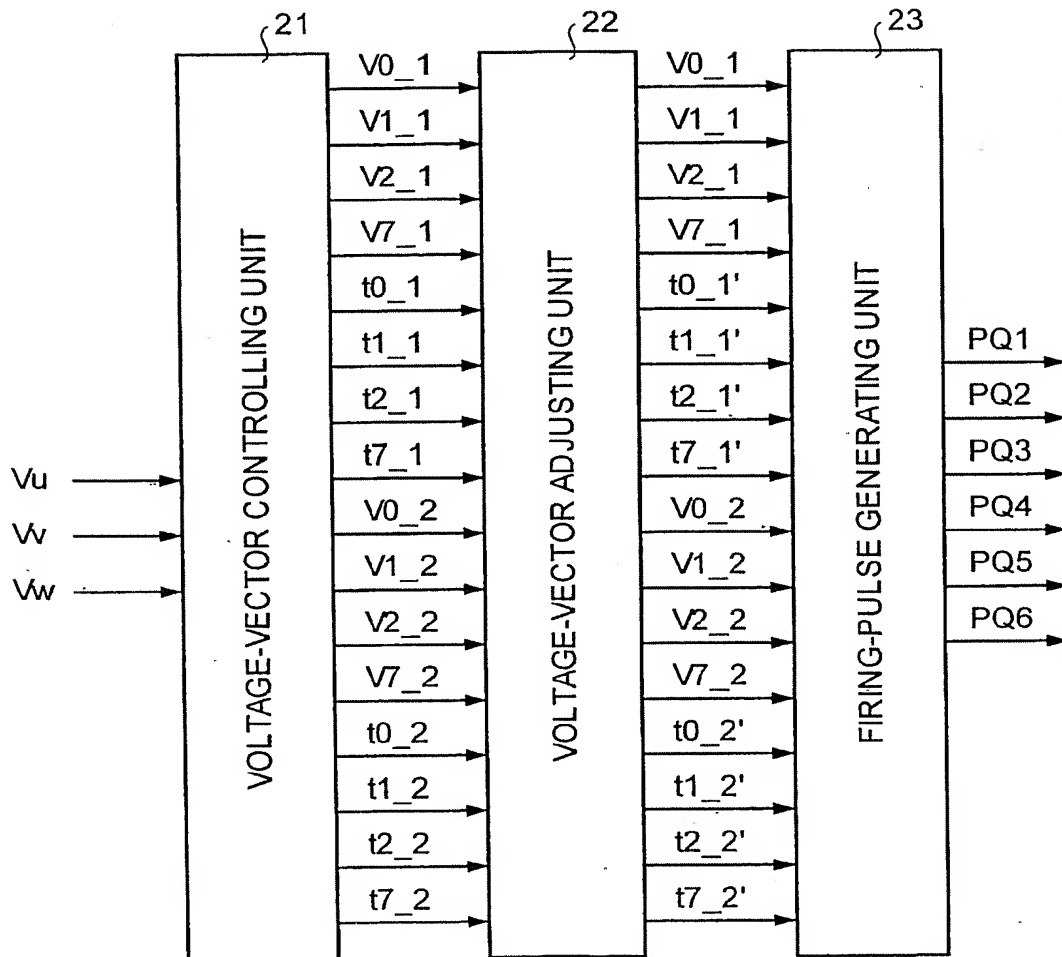 21
22
23
Vu
Vv
Vw
VOLTAGE-VECTOR CONTROLLING UNIT
V0_1
V1_1
V2_1
V7_1
t0_1
t1_1
t2_1
t7_1
V0_2
V1_2
V2_2
V7_2
t0_2
t1_2
t2_2
t7_2
VOLTAGE-VECTOR ADJUSTING UNIT
V0_1
V1_1
V2_1
V7_1
t0_1'
t1_1'
t2_1'
t7_1'
V0_2
V1_2
V2_2
V7_2
t0_2'
t1_2'
t2_2'
t7_2'
FIRING-PULSE GENERATING UNIT
PQ1
PQ2
PQ3
PQ4
PQ5
PQ6